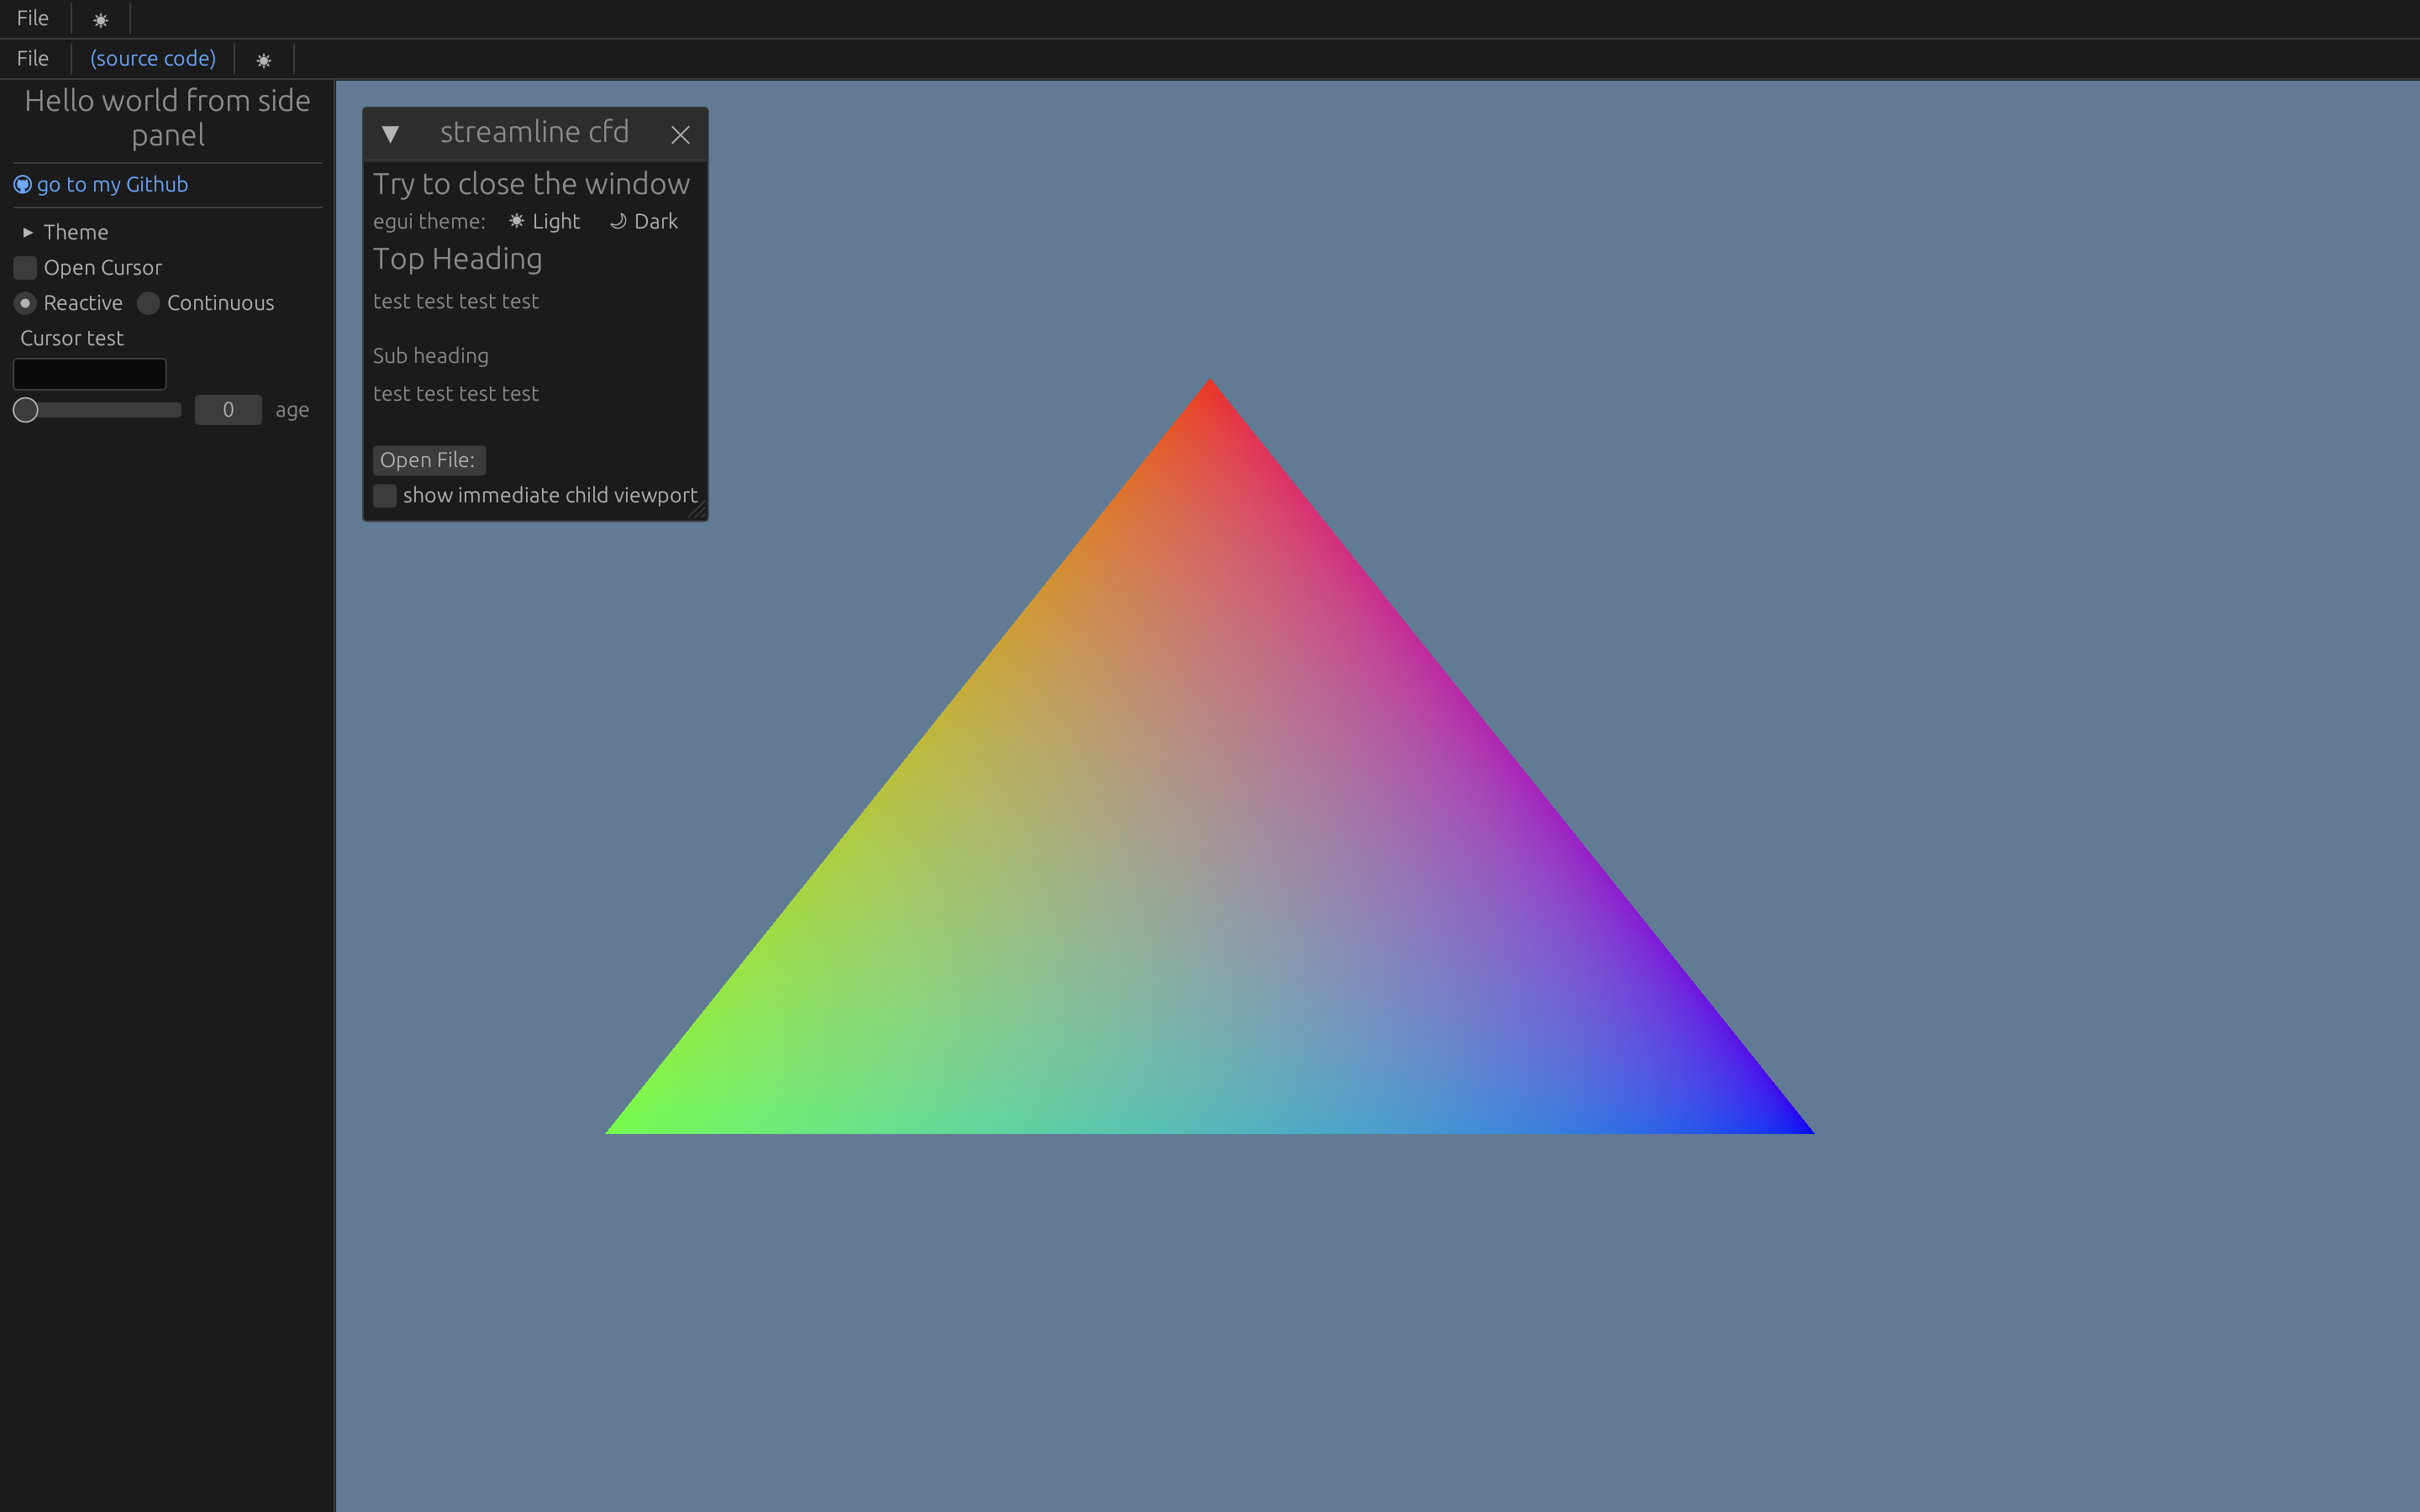 File
File (source code)
Hello world from side
panel
go to my Github
Theme
Open Cursor
Reactive Continuous
Cursor test
0 age
streamline cfd
Try to close the window
egui theme: Light Dark
Top Heading
test test test test
Sub heading
test test test test
Open File:
show immediate child viewport